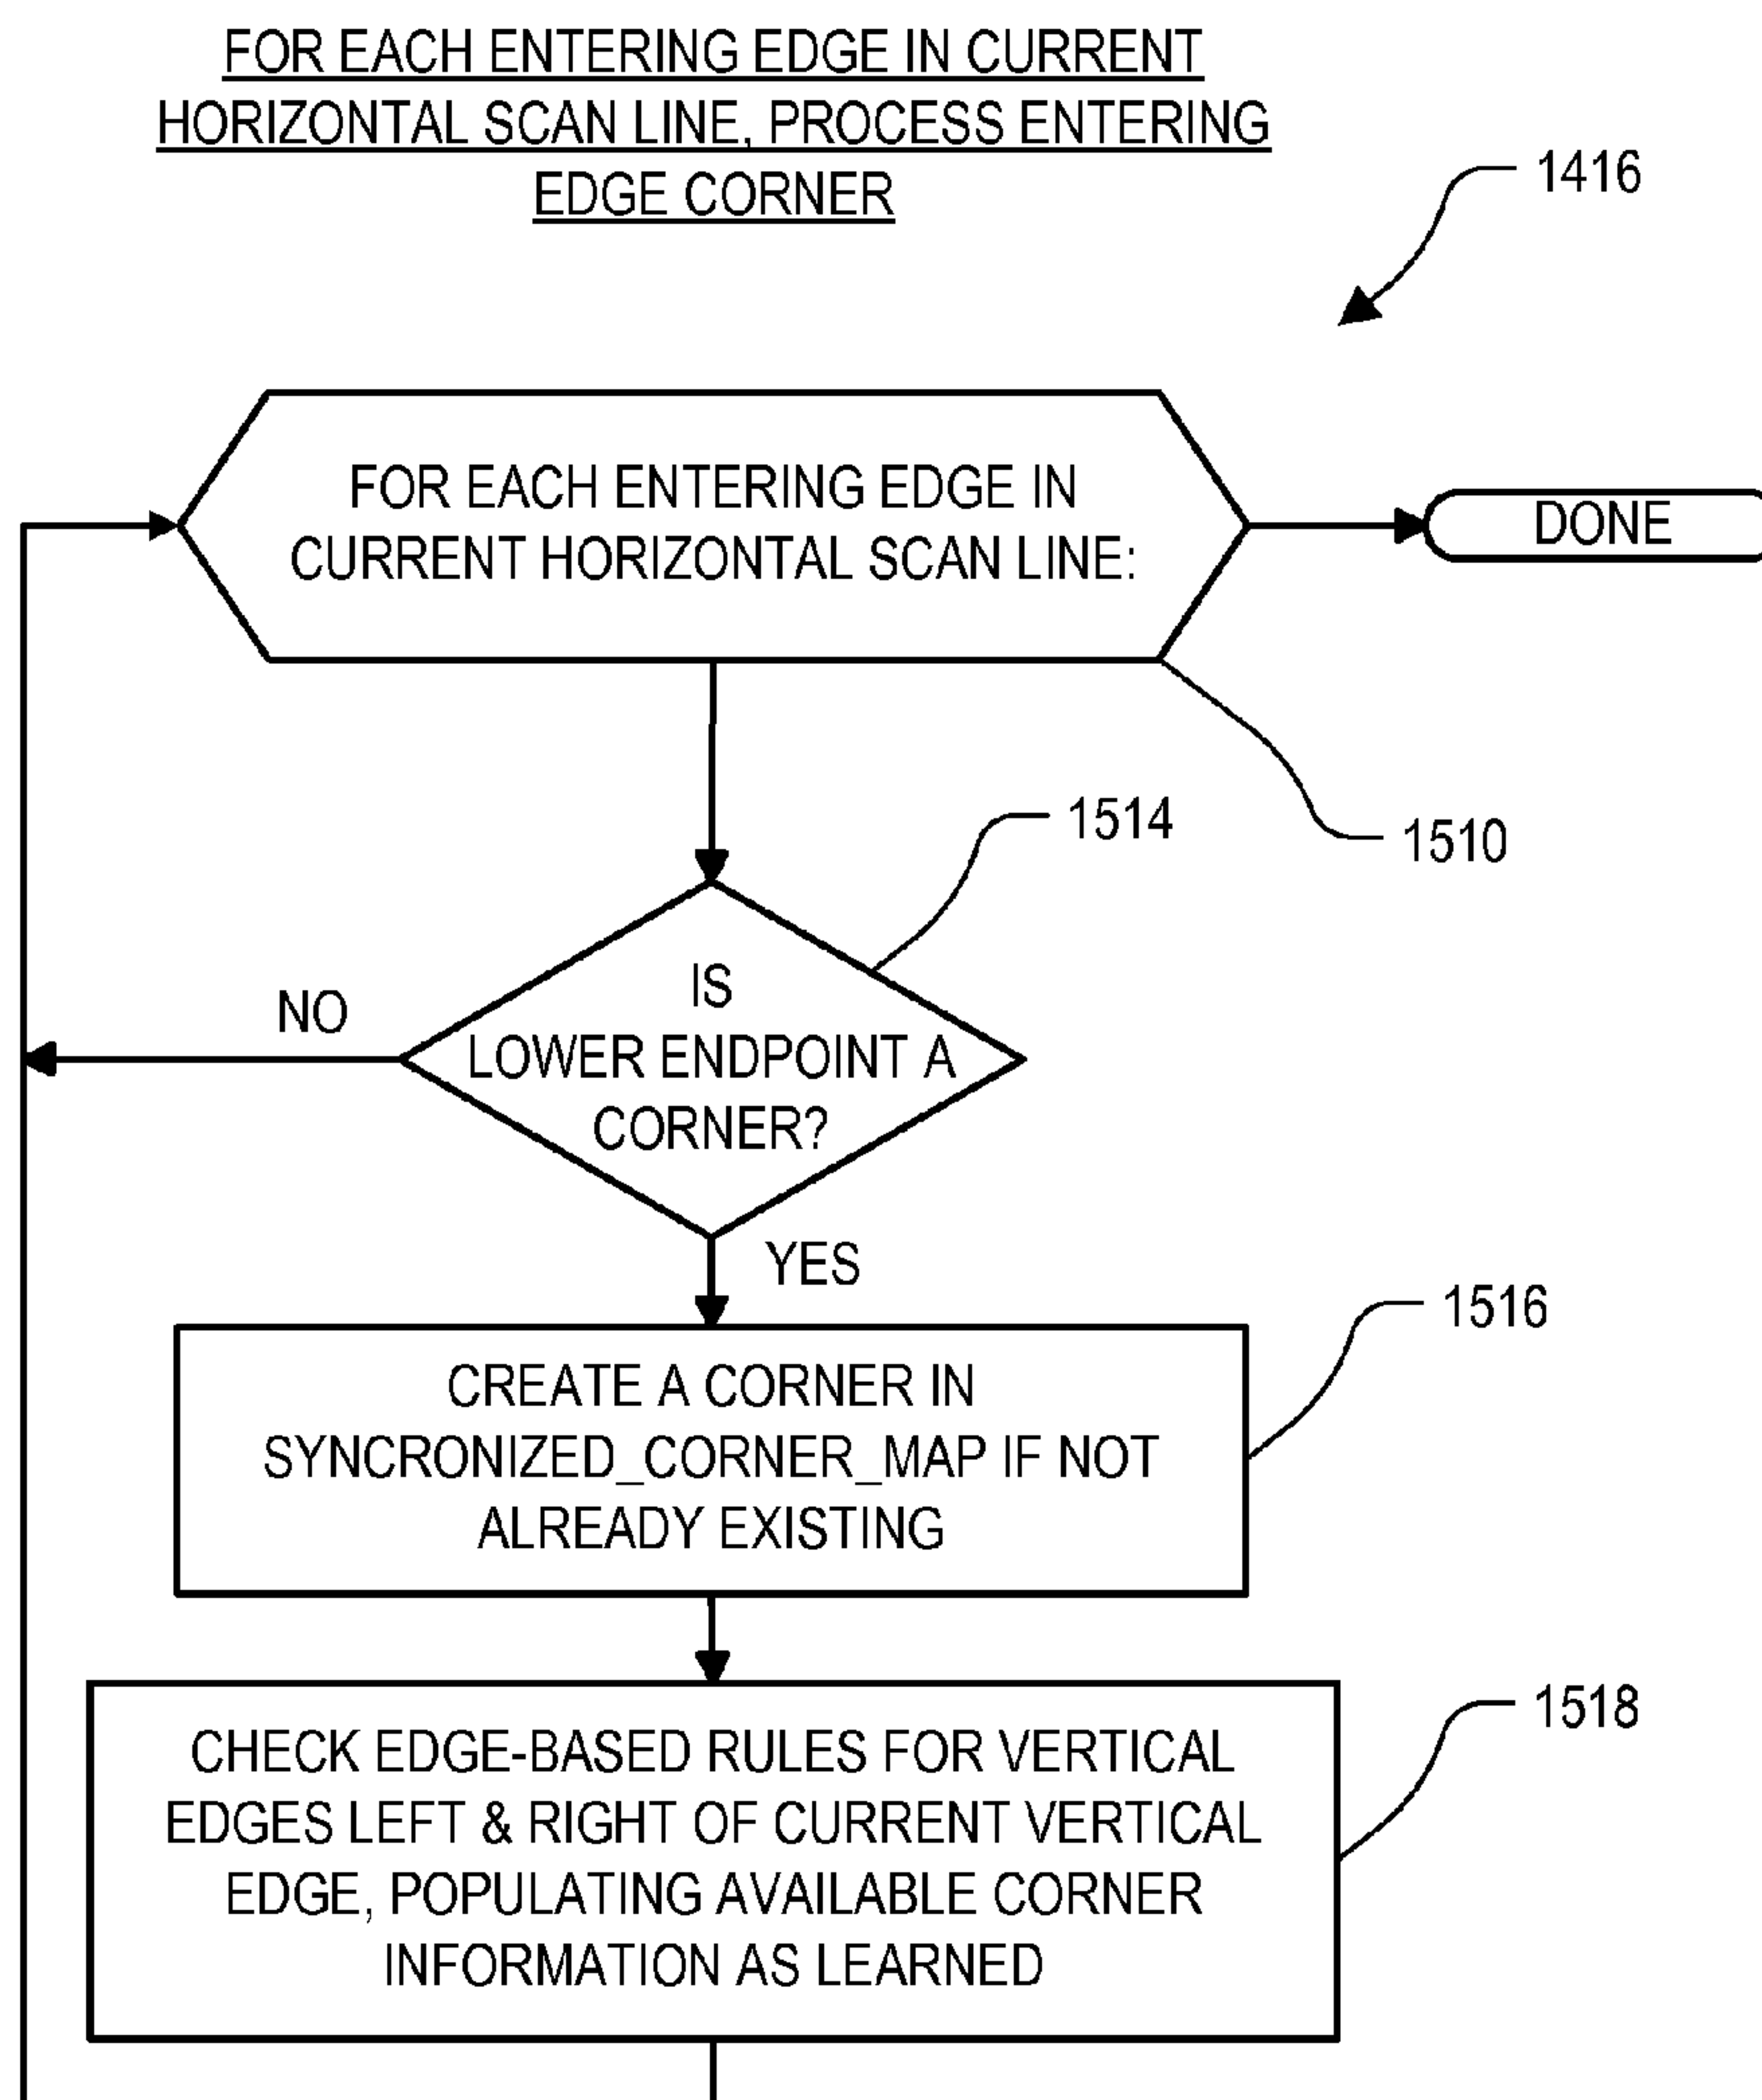 FOR EACH ENTERING EDGE IN CURRENT
HORIZONTAL SCAN LINE, PROCESS ENTERING
EDGE CORNER
1416
FOR EACH ENTERING EDGE IN
CURRENT HORIZONTAL SCAN LINE:
DONE
1514
1510
IS
LOWER ENDPOINT A
CORNER?
NO
YES
1516
CREATE A CORNER IN
SYNCRONIZED_CORNER_MAP IF NOT
ALREADY EXISTING
1518
CHECK EDGE-BASED RULES FOR VERTICAL
EDGES LEFT & RIGHT OF CURRENT VERTICAL
EDGE, POPULATING AVAILABLE CORNER
INFORMATION AS LEARNED